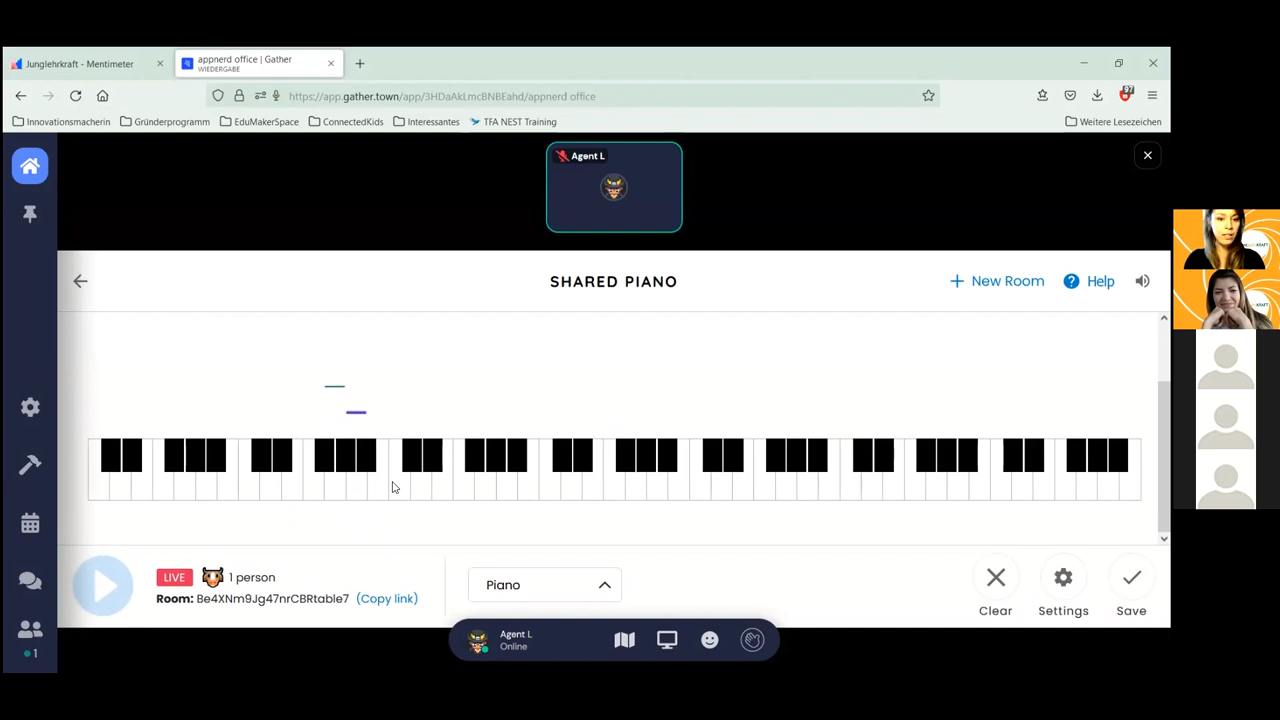 Junglehrkraft - Mentimeter
appnerd office | Gather
WIEDERGABE
https://app.gather.town/app/3HDaAkLmcBNBEahd/appnerd office
97
Innovationsmacherin Gründerprogramm EduMakerSpace ConnectedKids Interessantes TFA NEST Training Weitere Lesezeichen
Agent L
SHARED PIANO
New Room Help
LIVE 1 person
Room: Be4XNm9Jg47nrCBRtable7 (Copy link)
Piano
Clear Settings Save
Agent L
Online
1